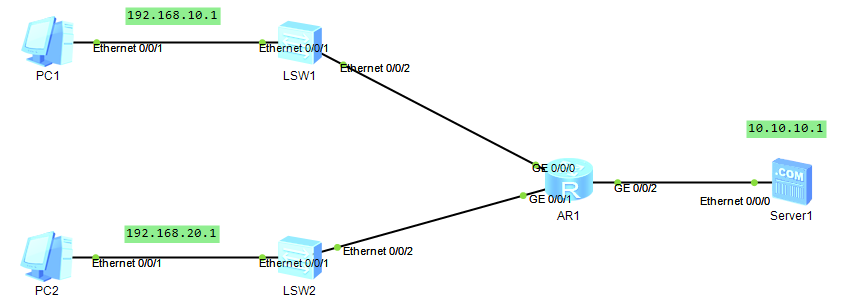 192.168.10.1
Ethernet 0/0/1
Ethernet 0/0/1
PC1
LSW1
Ethernet 0/0/2
10.10.10.1
GE 0/0/0
.COM
R
GE 0/0/2
Ethernet 0/0/0
GE 0/0/1
AR1
Server1
192.168.20.1
Ethernet 0/0/1
Ethernet 0/0/1
Ethernet 0/0/2
PC2
LSW2